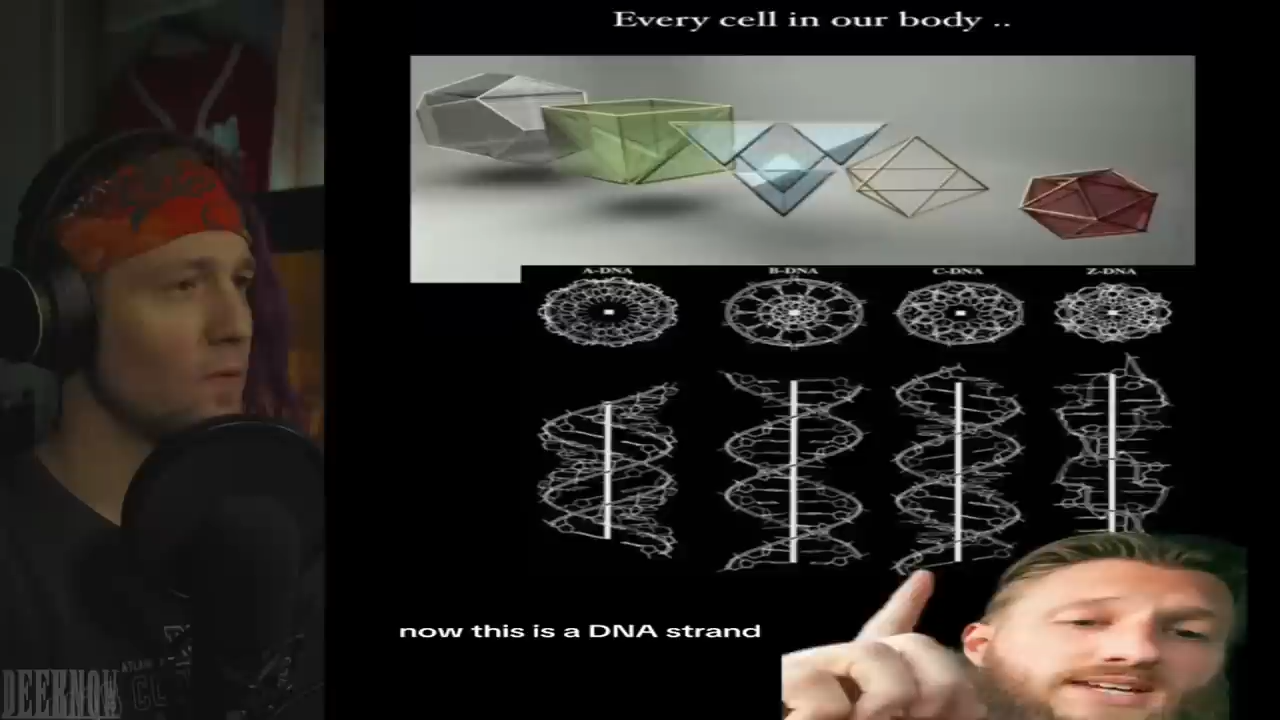 Every cell in our body ..
A-DNA B-DNA C-DNA Z-DNA
now this is a DNA strand
DEEKNOW